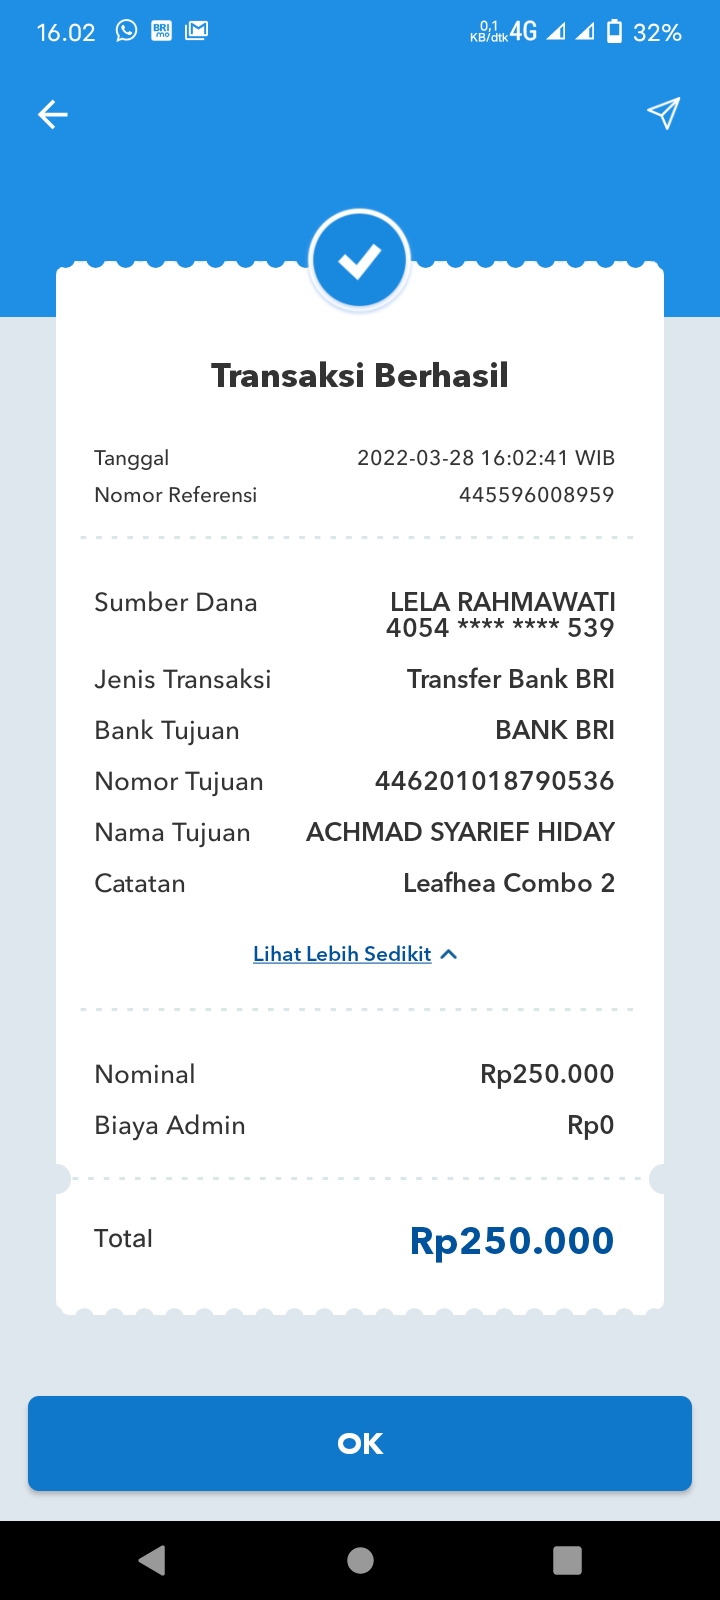 16.02 BRI mo 0,1 KB/dtk 4G 32%
Transaksi Berhasil
Tanggal 2022-03-28 16:02:41 WIB
Nomor Referensi 445596008959
Sumber Dana LELA RAHMAWATI
4054 **** **** 539
Jenis Transaksi Transfer Bank BRI
Bank Tujuan BANK BRI
Nomor Tujuan 446201018790536
Nama Tujuan ACHMAD SYARIEF HIDAY
Catatan Leafhea Combo 2
Lihat Lebih Sedikit
Nominal Rp250.000
Biaya Admin Rp0
Total Rp250.000
OK